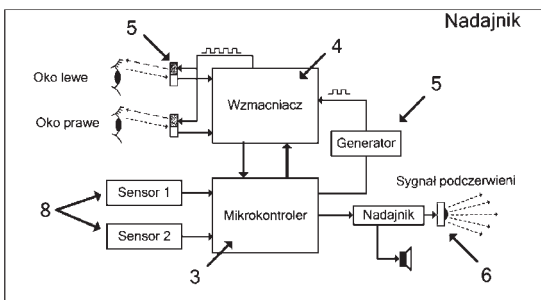 Nadajnik
5
4
Oko lewe
Wzmacniacz
5
Oko prawe
Generator
Sygnał podczerwieni
8
Sensor 1
Mikrokontroler
Nadajnik
Sensor 2
3
6